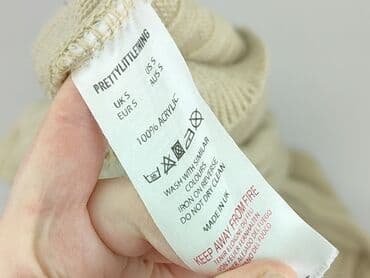 PRETTYLITTLETHING
UK S US S
EUR S AUS S
100% ACRYLIC
WASH WITH SIMILAR
COLOURS
IRON ON REVERSE
DO NOT DRY CLEAN
MADE IN UK
KEEP AWAY FROM FIRE